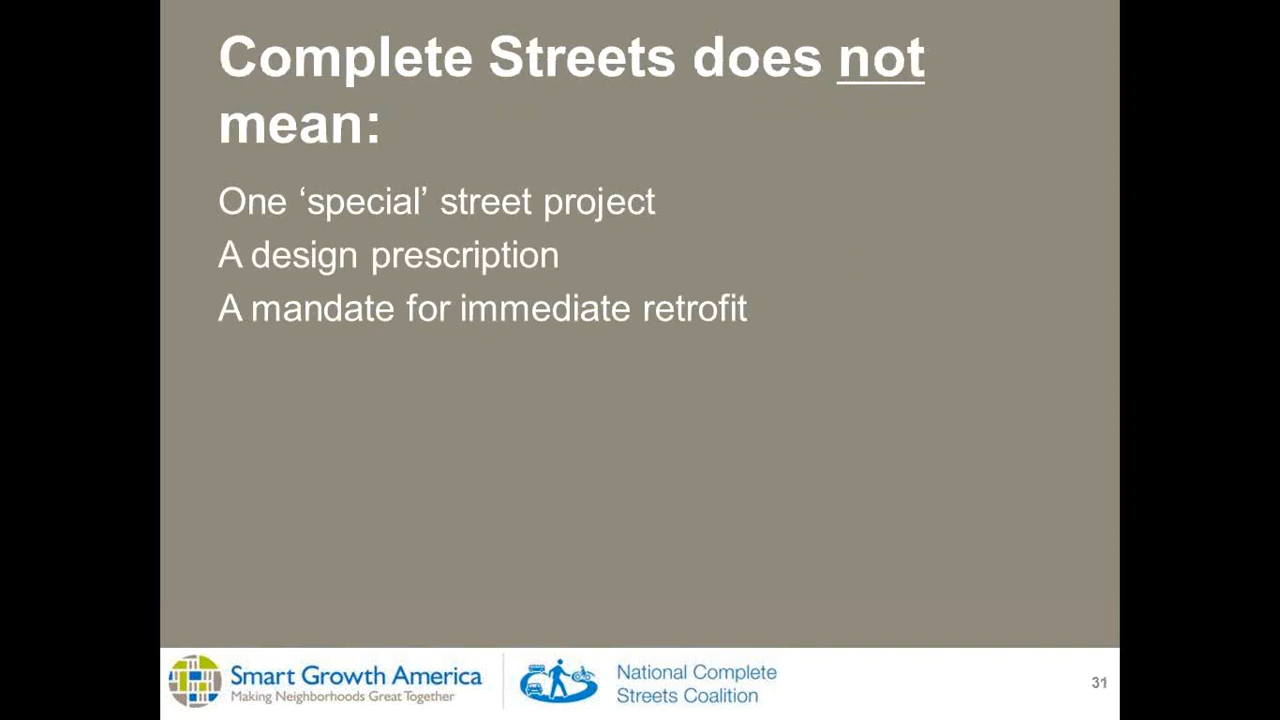 Complete Streets does not
mean:
One ‘special’ street project
A design prescription
A mandate for immediate retrofit
Smart Growth America
Making Neighborhoods Great Together
National Complete
Streets Coalition
31